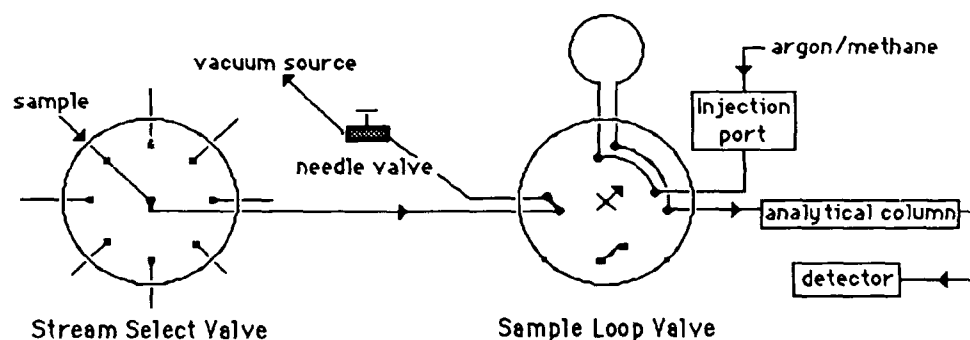 argon/methane
vacuum source
sample
Injection
port
needle valve
analytical column
detector
Stream Select Valve
Sample Loop Valve